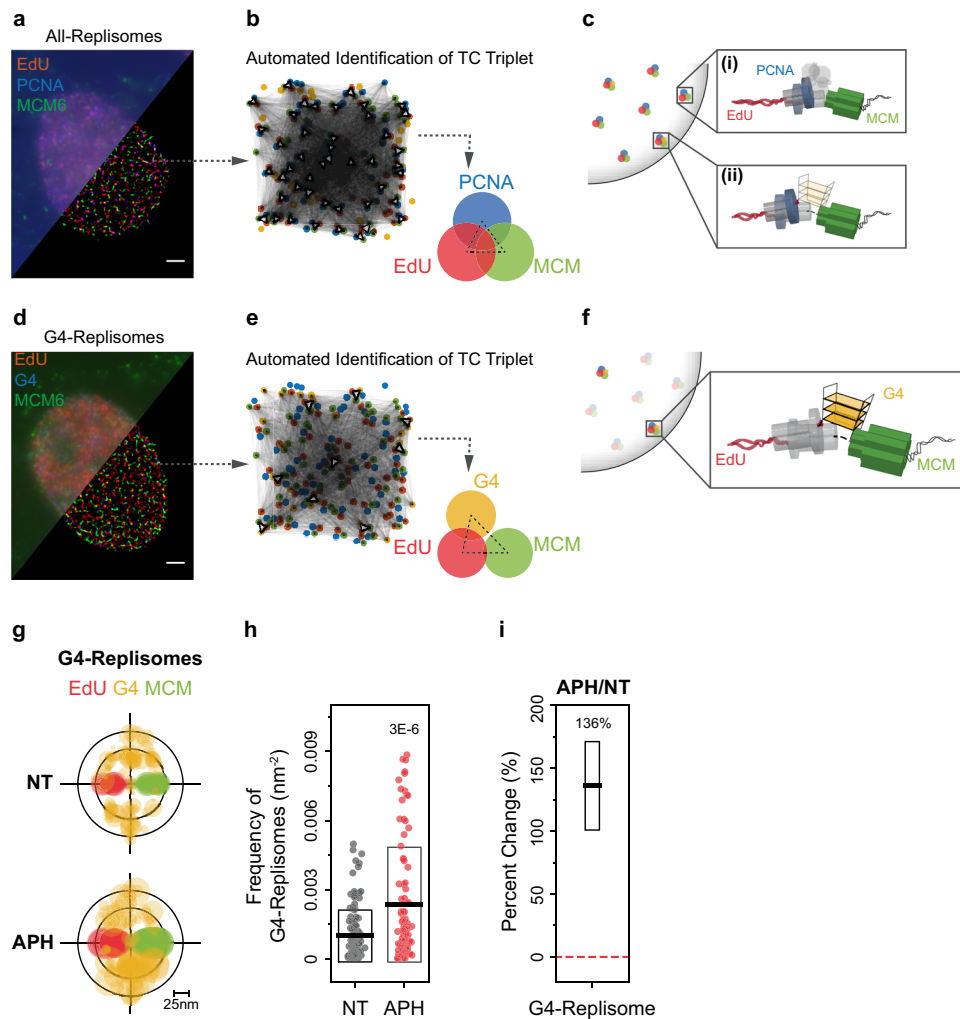 a
All-Replisomes
EdU
PCNA
MCM6
b
Automated Identification of TC Triplet
PCNA
EdU
MCM
c
(i)
PCNA
EdU
MCM
(ii)
d
G4-Replisomes
EdU
G4
MCM6
e
Automated Identification of TC Triplet
G4
EdU
MCM
f
G4
EdU
MCM
g
G4-Replisomes
EdU G4 MCM
NT
APH
25nm
h
Frequency of
G4-Replisomes (nm⁻²)
0.009
0.006
0.003
0
3E-6
NT
APH
i
APH/NT
Percent Change (%)
200
150
100
50
0
136%
G4-Replisome